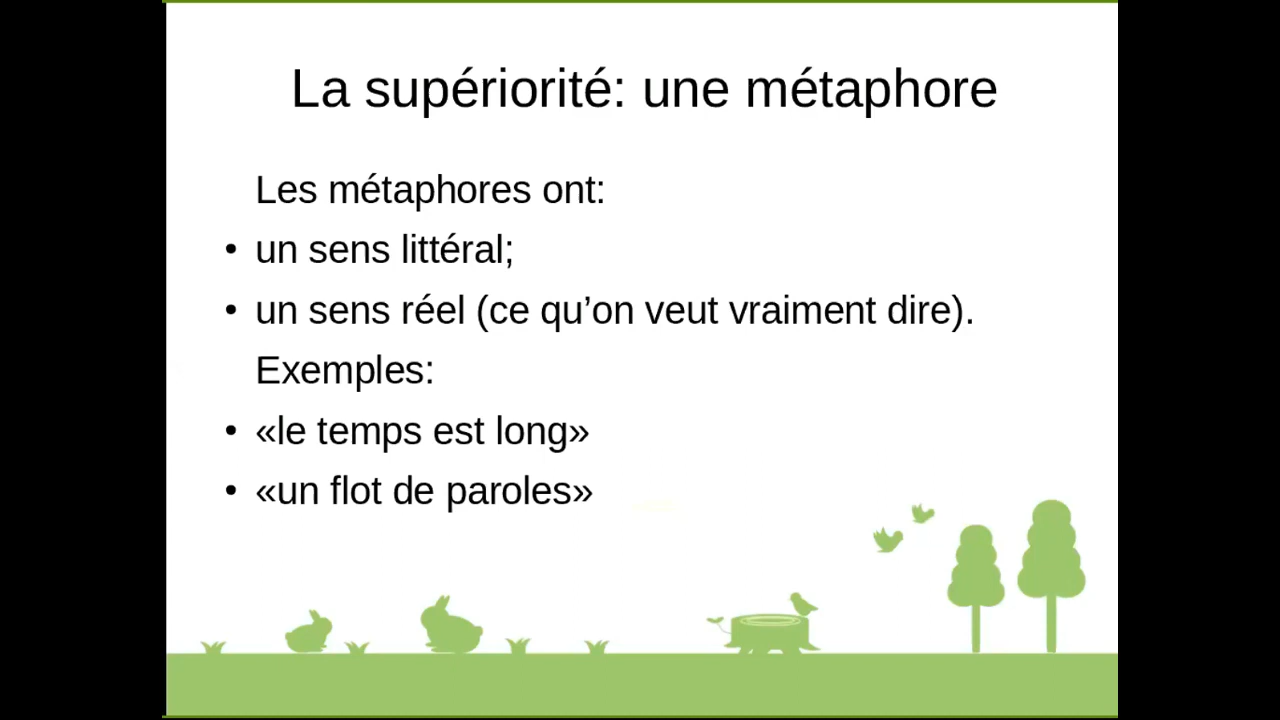 La supériorité: une métaphore
Les métaphores ont:
• un sens littéral;
• un sens réel (ce qu’on veut vraiment dire).
Exemples:
• «le temps est long»
• «un flot de paroles»